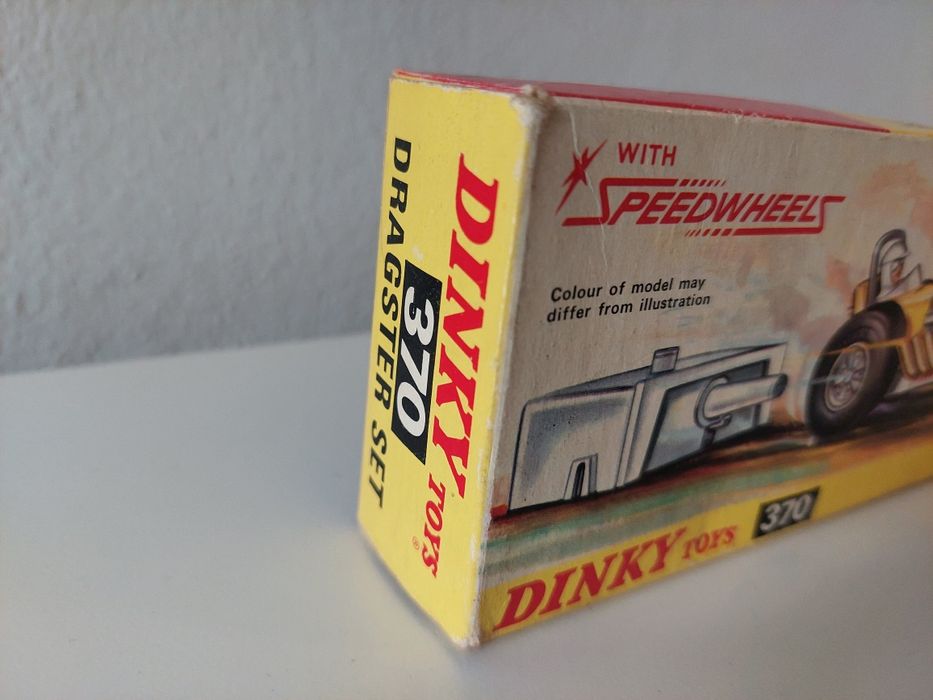 DINKY TOYS®
370
DRAGSTER SET
WITH
SPEEDWHEELS
Colour of model may
differ from illustration
DINKY TOYS 370